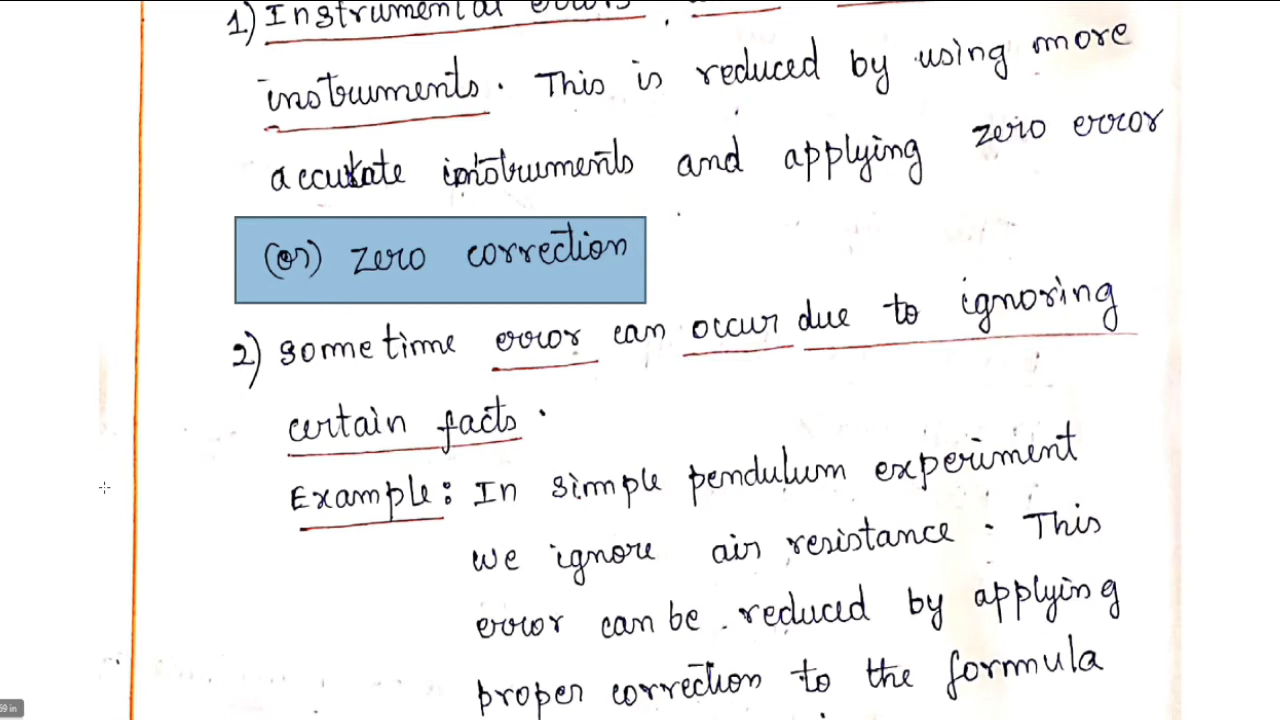 1) Instrumental errors
instruments. This is reduced by using more
accurate instruments and applying zero error
(or) zero correction
2) sometime error can occur due to ignoring
certain facts.
Example: In simple pendulum experiment
we ignore air resistance. This
error can be reduced by applying
proper correction to the formula